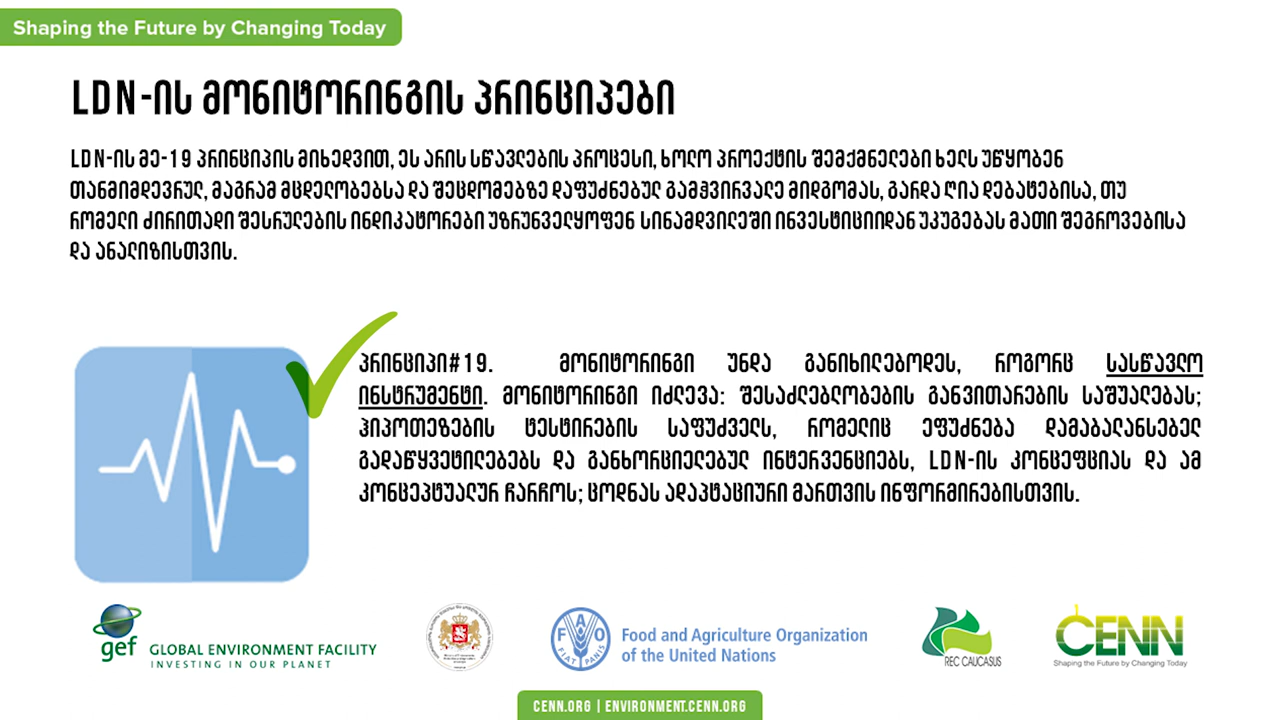 Shaping the Future by Changing Today
LDN-ის მონიტორინგის პრინციპები
LDN-ის მე-19 პრინციპის მიხედვით, ეს არის სწავლების პროცესი, ხოლო პროექტის შემქმნელები ხელს უწყობენ
თანმიმდევრულ, მაგრამ მცდელობებსა და შეცდომებზე დაფუძნებულ გამჭვირვალე მიდგომას, გარდა ღია დებატებისა, თუ
რომელი ძირითადი შესრულების ინდიკატორები უზრუნველყოფენ სინამდვილეში ინვესტიციიდან უკუგებას მათი შეგროვებისა
და ანალიზისთვის.
პრინციპი#19. მონიტორინგი უნდა განიხილებოდეს, როგორც სასწავლო
ინსტრუმენტი. მონიტორინგი იძლევა: შესაძლებლობების განვითარების საშუალებას;
ჰიპოთეზების ტესტირების საფუძველს, რომელიც ეფუძნება დამაბალანსებელ
გადაწყვეტილებებს და განხორციელებულ ინტერვენციებს, LDN-ის კონცეფციას და ამ
კონცეპტუალურ ჩარჩოს; ცოდნას ადაპტაციური მართვის ინფორმირებისთვის.
gef GLOBAL ENVIRONMENT FACILITY
INVESTING IN OUR PLANET
FAO FIAT PANIS
Food and Agriculture Organization
of the United Nations
REC CAUCASUS
CENN
Shaping the Future by Changing Today
CENN.ORG | ENVIRONMENT.CENN.ORG